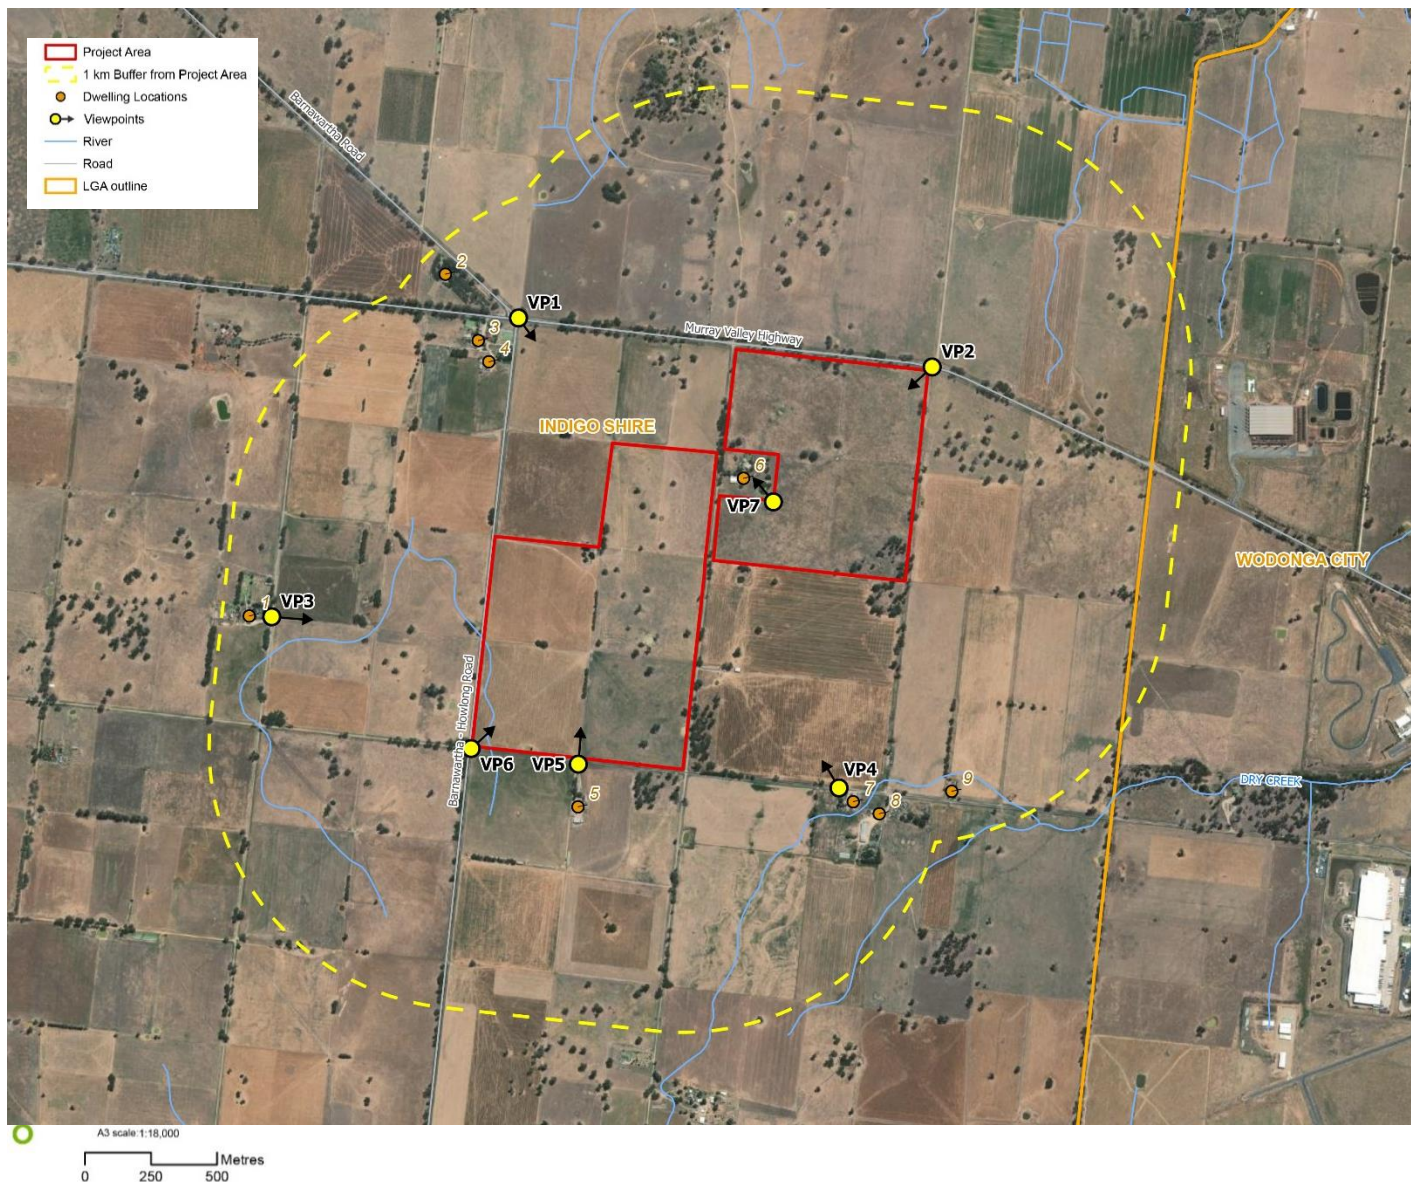 Project Area
1 km Buffer from Project Area
Dwelling Locations
Viewpoints
River
Road
LGA outline
Barnawartha Road
2
VP1
3
4
Murray Valley Highway
VP2
INDIGO SHIRE
6
VP7
WODONGA CITY
1
VP3
Barnawartha - Howlong Road
VP6
VP5
VP4
5
7
8
9
DRY CREEK
A3 scale:1:18,000
Metres
0 250 500